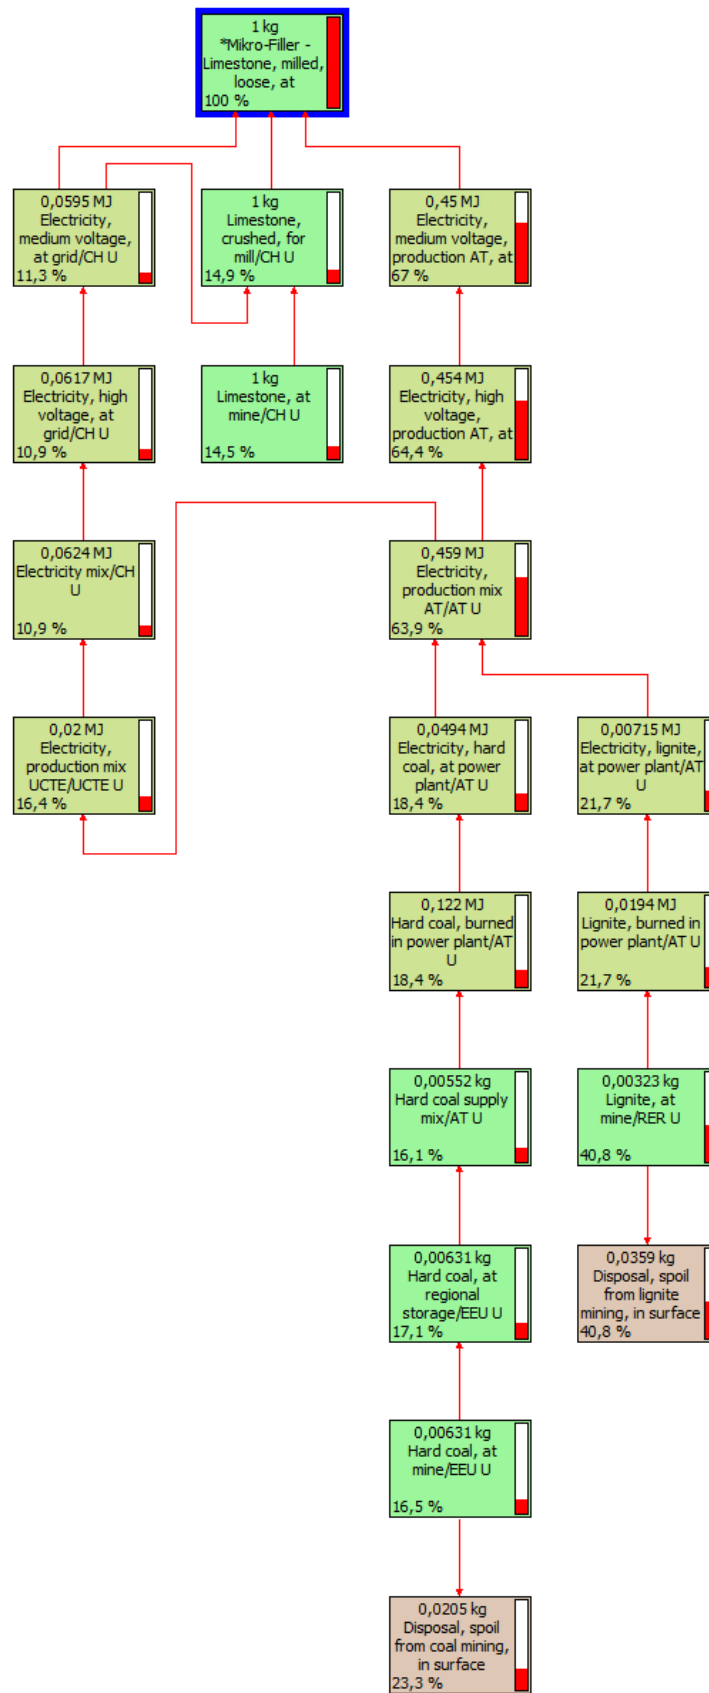 1 kg
*Mikro-Filler -
Limestone, milled,
loose, at
100 %
0,0595 MJ
Electricity,
medium voltage,
at grid/CH U
11,3 %
1 kg
Limestone,
crushed, for
mill/CH U
14,9 %
0,45 MJ
Electricity,
medium voltage,
production AT, at
67 %
0,0617 MJ
Electricity, high
voltage, at
grid/CH U
10,9 %
1 kg
Limestone, at
mine/CH U
14,5 %
0,454 MJ
Electricity, high
voltage,
production AT, at
64,4 %
0,0624 MJ
Electricity mix/CH
U
10,9 %
0,459 MJ
Electricity,
production mix
AT/AT U
63,9 %
0,02 MJ
Electricity,
production mix
UCTE/UCTE U
16,4 %
0,0494 MJ
Electricity, hard
coal, at power
plant/AT U
18,4 %
0,00715 MJ
Electricity, lignite,
at power plant/AT
U
21,7 %
0,122 MJ
Hard coal, burned
in power plant/AT
U
18,4 %
0,0194 MJ
Lignite, burned in
power plant/AT U
21,7 %
0,00552 kg
Hard coal supply
mix/AT U
16,1 %
0,00323 kg
Lignite, at
mine/RER U
40,8 %
0,00631 kg
Hard coal, at
regional
storage/EEU U
17,1 %
0,0359 kg
Disposal, spoil
from lignite
mining, in surface
40,8 %
0,00631 kg
Hard coal, at
mine/EEU U
16,5 %
0,0205 kg
Disposal, spoil
from coal mining,
in surface
23,3 %